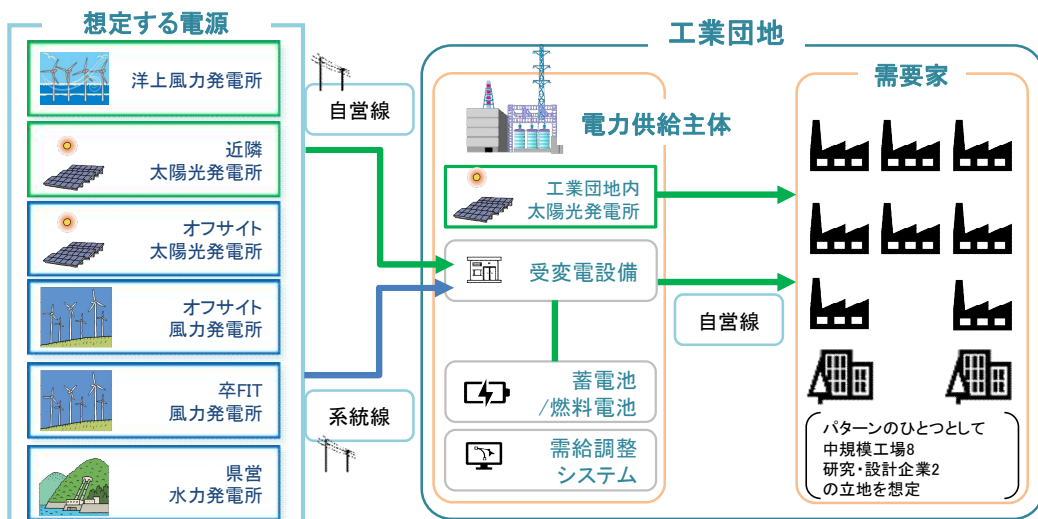 想定する電源
洋上風力発電所
近隣
太陽光発電所
オフサイト
太陽光発電所
オフサイト
風力発電所
卒FIT
風力発電所
県営
水力発電所
自営線
系統線
工業団地
電力供給主体
工業団地内
太陽光発電所
受変電設備
蓄電池
/燃料電池
需給調整
システム
自営線
需要家
パターンのひとつとして
中規模工場8
研究・設計企業2
の立地を想定